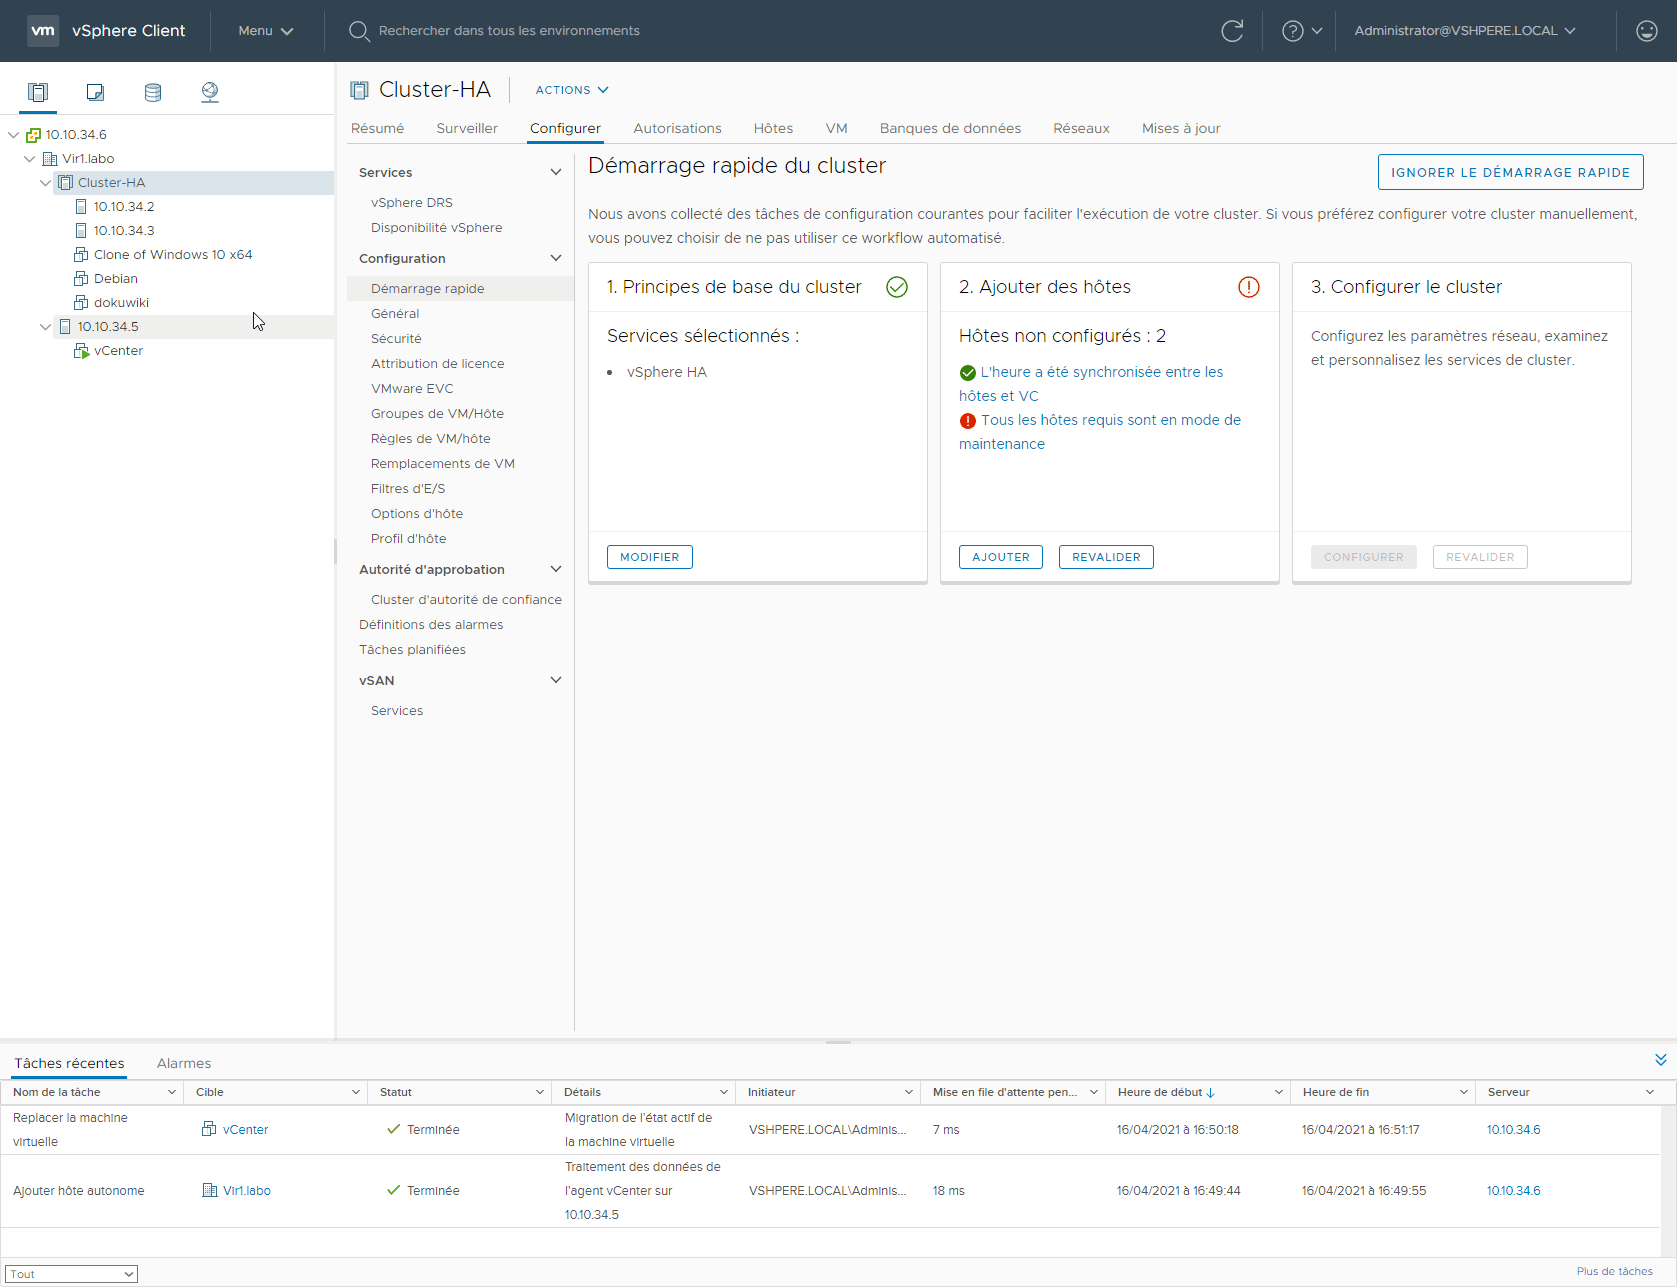 vm vSphere Client Menu Rechercher dans tous les environnements Administrator@VSHPERE.LOCAL
10.10.34.6
Vir1.labo
Cluster-HA
10.10.34.2
10.10.34.3
Clone of Windows 10 x64
Debian
dokuwiki
10.10.34.5
vCenter
Cluster-HA ACTIONS
Résumé Surveiller Configurer Autorisations Hôtes VM Banques de données Réseaux Mises à jour
Services
vSphere DRS
Disponibilité vSphere
Configuration
Démarrage rapide
Général
Sécurité
Attribution de licence
VMware EVC
Groupes de VM/Hôte
Règles de VM/hôte
Remplacements de VM
Filtres d'E/S
Options d'hôte
Profil d'hôte
Autorité d'approbation
Cluster d'autorité de confiance
Définitions des alarmes
Tâches planifiées
vSAN
Services
Démarrage rapide du cluster
IGNORER LE DÉMARRAGE RAPIDE
Nous avons collecté des tâches de configuration courantes pour faciliter l'exécution de votre cluster. Si vous préférez configurer votre cluster manuellement,
vous pouvez choisir de ne pas utiliser ce workflow automatisé.
1. Principes de base du cluster
Services sélectionnés :
• vSphere HA
MODIFIER
2. Ajouter des hôtes
Hôtes non configurés : 2
L'heure a été synchronisée entre les
hôtes et VC
Tous les hôtes requis sont en mode de
maintenance
AJOUTER REVALIDER
3. Configurer le cluster
Configurez les paramètres réseau, examinez
et personnalisez les services de cluster.
CONFIGURER REVALIDER
Tâches récentes Alarmes
Nom de la tâche Cible Statut Détails Initiateur Mise en file d'attente pen... Heure de début Heure de fin Serveur
Replacer la machine
virtuelle
vCenter
Terminée
Migration de l'état actif de
la machine virtuelle
VSHPERE.LOCAL\Adminis...
7 ms
16/04/2021 à 16:50:18
16/04/2021 à 16:51:17
10.10.34.6
Ajouter hôte autonome
Vir1.labo
Terminée
Traitement des données de
l'agent vCenter sur
10.10.34.5
VSHPERE.LOCAL\Adminis...
18 ms
16/04/2021 à 16:49:44
16/04/2021 à 16:49:55
10.10.34.6
Tout
Plus de tâches